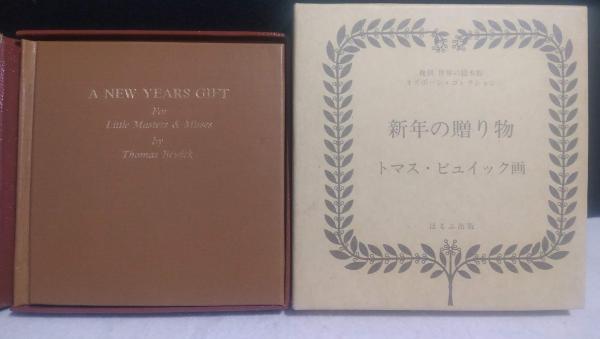 A NEW YEARS GIFT
For
Little Masters & Misses
by
Thomas Bewick
復刻 世界の絵本館
オズボーン・コレクション
新年の贈り物
トマス・ビュイック画
ほるぷ出版